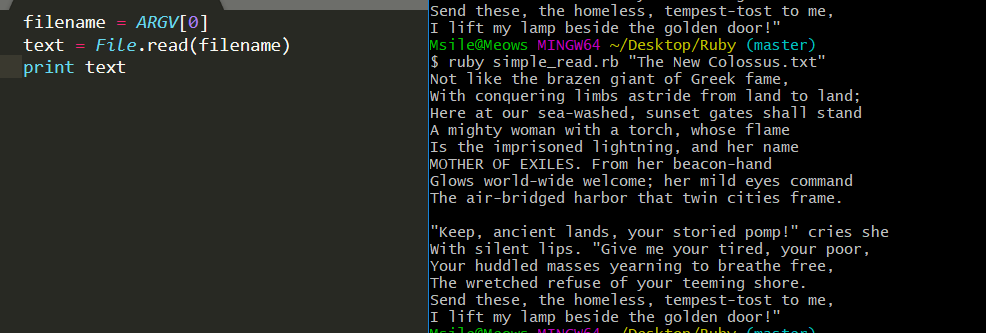 filename = ARGV[0]
text = File.read(filename)
print text
Send these, the homeless, tempest-tost to me,
I lift my lamp beside the golden door!"
Msile@Meows MINGW64 ~/Desktop/Ruby (master)
$ ruby simple_read.rb "The New Colossus.txt"
Not like the brazen giant of Greek fame,
With conquering limbs astride from land to land;
Here at our sea-washed, sunset gates shall stand
A mighty woman with a torch, whose flame
Is the imprisoned lightning, and her name
MOTHER OF EXILES. From her beacon-hand
Glows world-wide welcome; her mild eyes command
The air-bridged harbor that twin cities frame.
"Keep, ancient lands, your storied pomp!" cries she
With silent lips. "Give me your tired, your poor,
Your huddled masses yearning to breathe free,
The wretched refuse of your teeming shore.
Send these, the homeless, tempest-tost to me,
I lift my lamp beside the golden door!"
Msile@Meows MINGW64 ~/Desktop/Ruby (master)